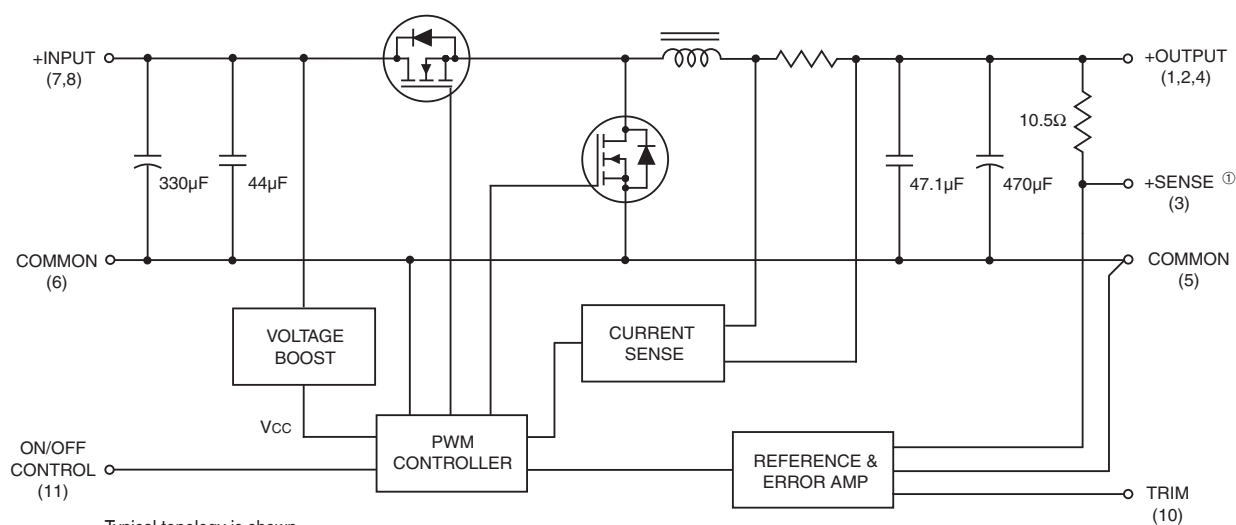 +INPUT
(7,8)
+OUTPUT
(1,2,4)
10.5Ω
330µF
44µF
47.1µF
470µF
+SENSE ①
(3)
COMMON
(6)
COMMON
(5)
VOLTAGE
BOOST
CURRENT
SENSE
VCC
PWM
CONTROLLER
ON/OFF
CONTROL
(11)
REFERENCE &
ERROR AMP
TRIM
(10)
Typical topology is shown